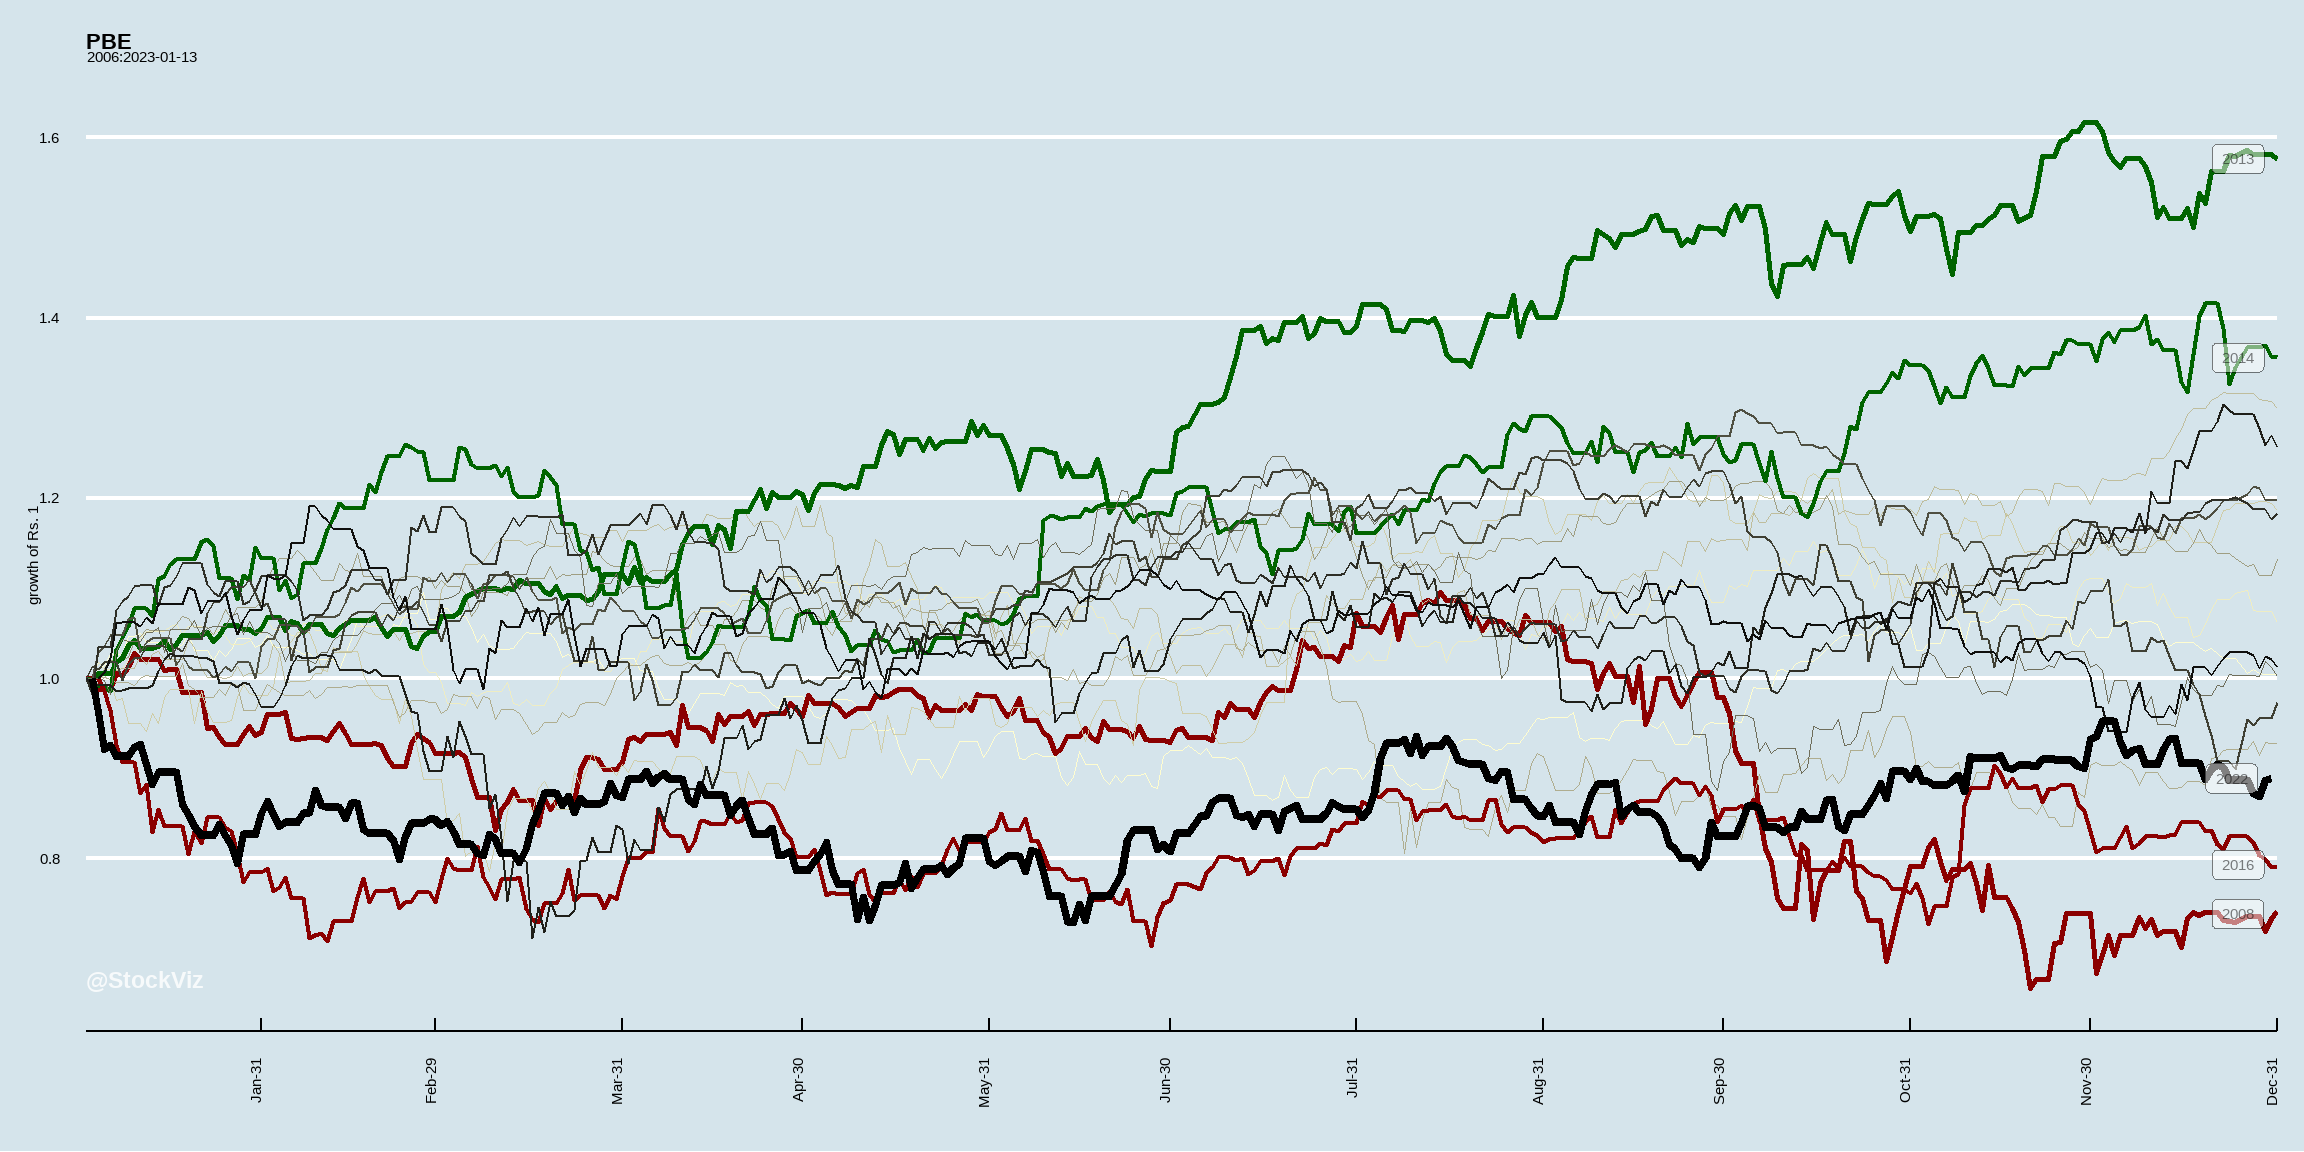 PBE
2006:2023-01-13
growth of Rs. 1
1.6
1.4
1.2
1.0
0.8
2013
2014
2022
2016
2008
@StockViz
Jan-31
Feb-29
Mar-31
Apr-30
May-31
Jun-30
Jul-31
Aug-31
Sep-30
Oct-31
Nov-30
Dec-31